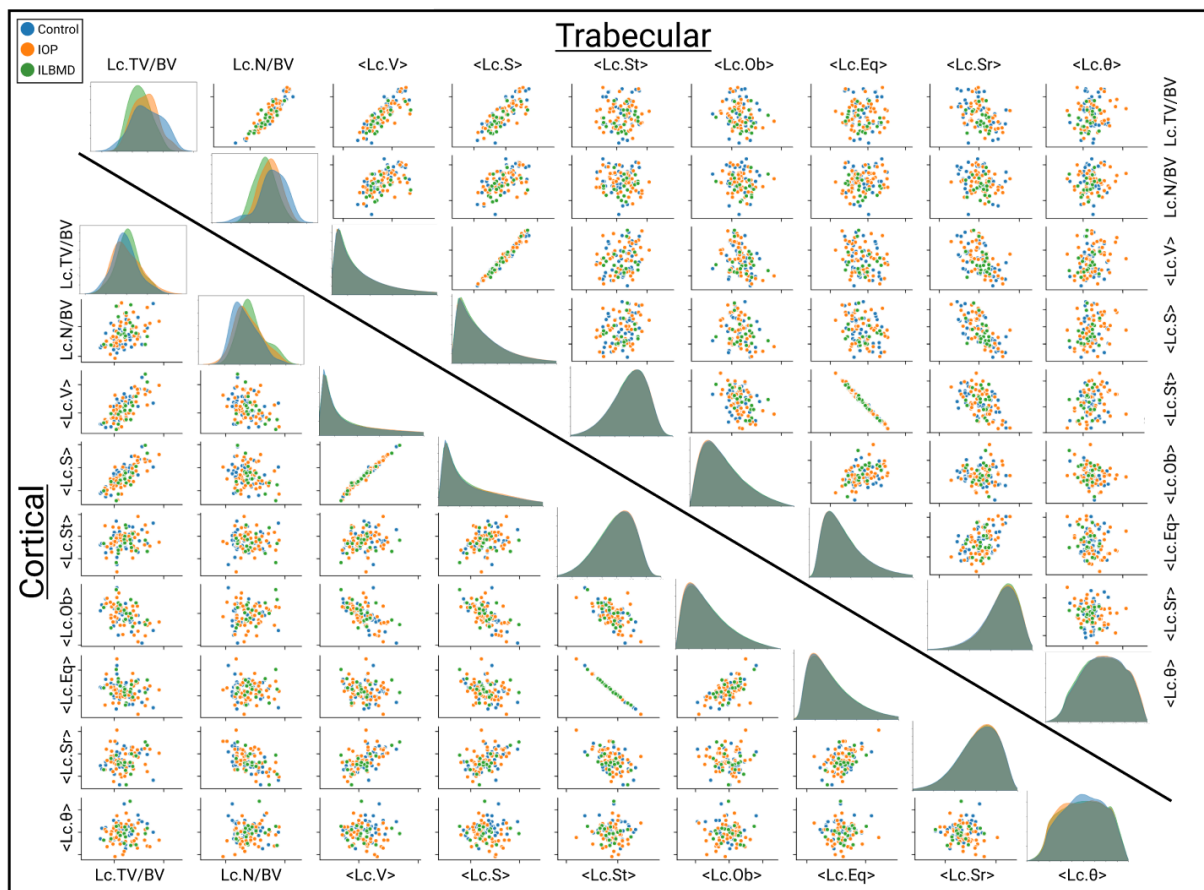 Control
IOP
ILBMD
Trabecular
Lc.TV/BV Lc.N/BV <Lc.V> <Lc.S> <Lc.St> <Lc.Ob> <Lc.Eq> <Lc.Sr> <Lc.θ>
Lc.TV/BV
Lc.N/BV
<Lc.V>
<Lc.S>
<Lc.St>
<Lc.Ob>
<Lc.Eq>
<Lc.Sr>
<Lc.θ>
Cortical
Lc.TV/BV
Lc.N/BV
<Lc.V>
<Lc.S>
<Lc.St>
<Lc.Ob>
<Lc.Eq>
<Lc.Sr>
<Lc.θ>
Lc.TV/BV Lc.N/BV <Lc.V> <Lc.S> <Lc.St> <Lc.Ob> <Lc.Eq> <Lc.Sr> <Lc.θ>